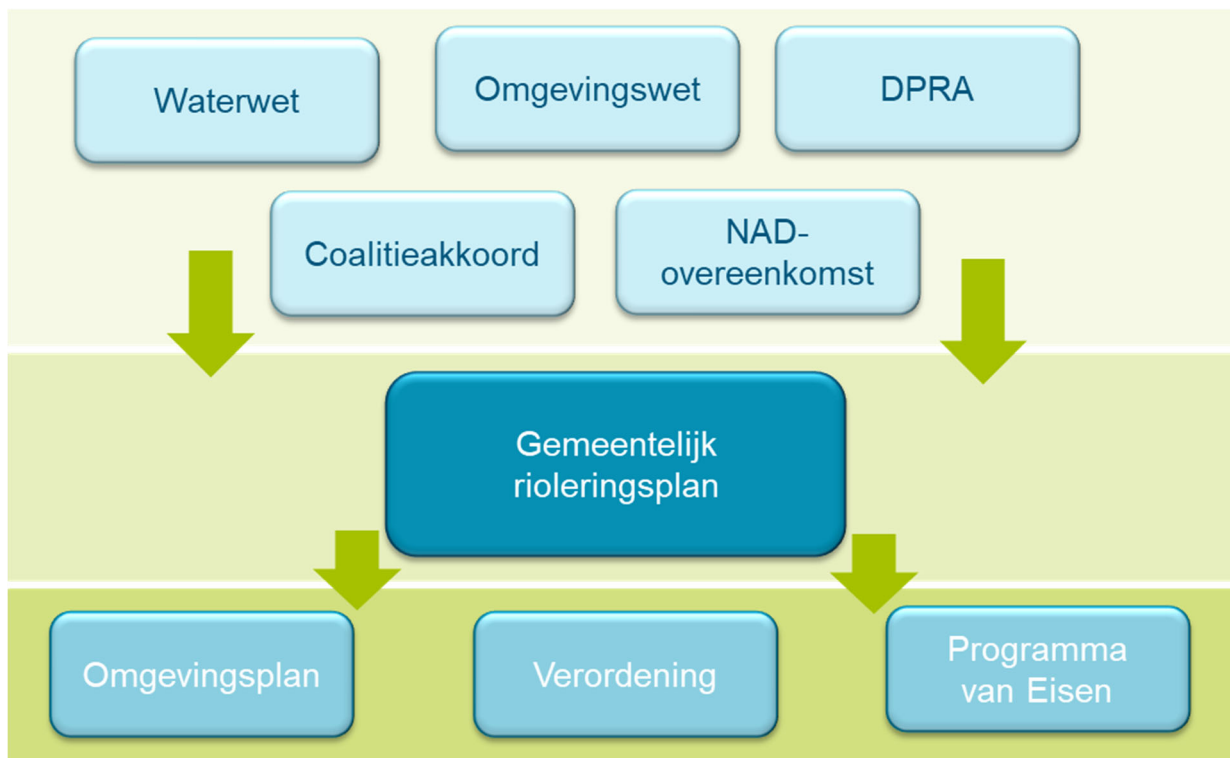 Waterwet
Omgevingswet
DPRA
Coalitieakkoord
NAD-
overeenkomst
Gemeentelijk
rioleringsplan
Omgevingsplan
Verordening
Programma
van Eisen